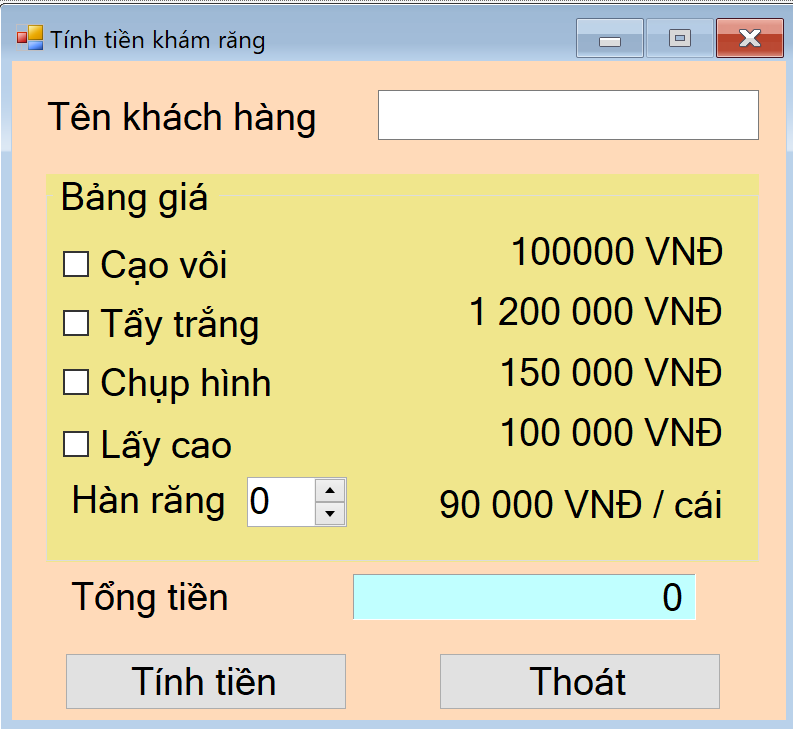 Tính tiền khám răng
Tên khách hàng
Bảng giá
Cạo vôi 100000 VNĐ
Tẩy trắng 1 200 000 VNĐ
Chụp hình 150 000 VNĐ
Lấy cao 100 000 VNĐ
Hàn răng 0 90 000 VNĐ / cái
Tổng tiền 0
Tính tiền Thoát